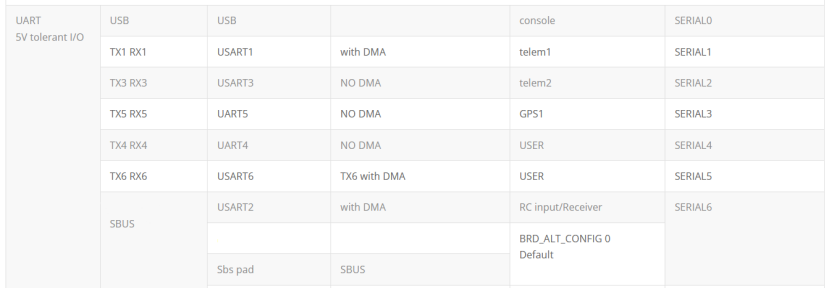 UART USB USB console SERIAL0
5V tolerant I/O
TX1 RX1 USART1 with DMA telem1 SERIAL1
TX3 RX3 USART3 NO DMA telem2 SERIAL2
TX5 RX5 UART5 NO DMA GPS1 SERIAL3
TX4 RX4 UART4 NO DMA USER SERIAL4
TX6 RX6 USART6 TX6 with DMA USER SERIAL5
USART2 with DMA RC input/Receiver SERIAL6
SBUS
BRD_ALT_CONFIG 0
Default
Sbs pad SBUS